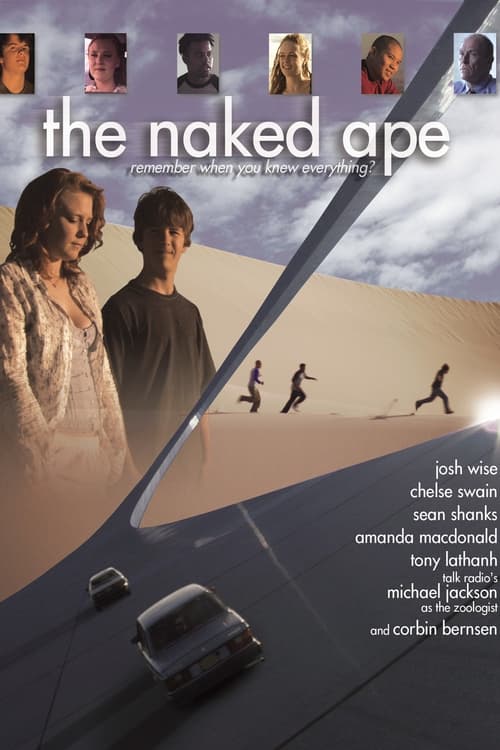 the naked ape
remember when you knew everything?
josh wise
chelse swain
sean shanks
amanda macdonald
tony lathanh
talk radio's
michael jackson
as the zoologist
and corbin bernsen